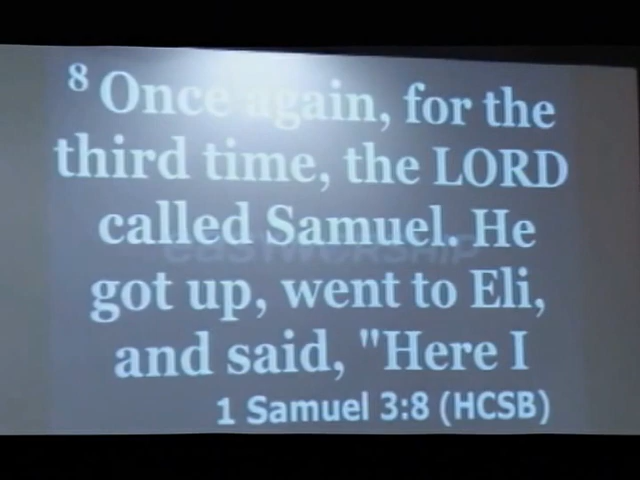 8 Once again, for the
third time, the LORD
called Samuel. He
easyworship
got up, went to Eli,
and said, "Here I
1 Samuel 3:8 (HCSB)